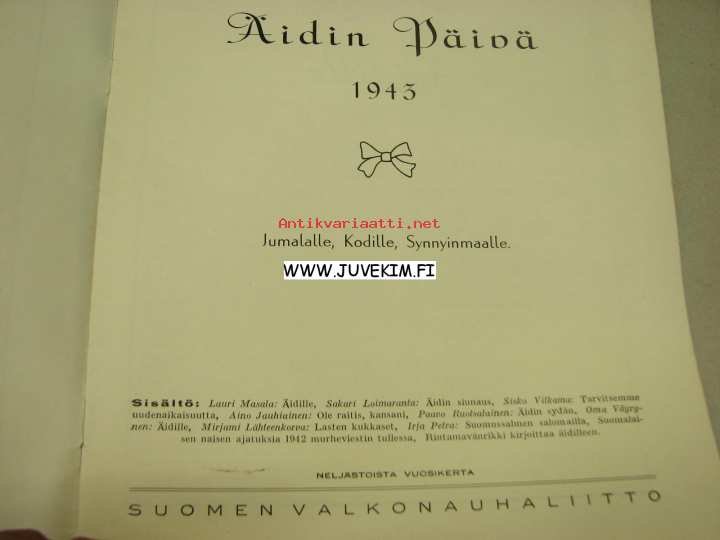 Äidin Päivä
1943
Antikvariaatti.net
Jumalalle, Kodille, Synnyinmaalle.
WWW.JUVEKIM.FI
Sisältö: Lauri Masala: Äidille, Sakari Loimaranta: Äidin siunaus, Sisko Vilkama: Tarvitsemme
uudenaikaisuutta, Aino Jauhiainen: Ole raitis, kansani, Paavo Ruotsalainen: Äidin sydän, Oma Väyry-
nen: Äidille, Mirjami Lähteenkorva: Lasten kukkaset, Irja Petra: Suomussalmen salomailla, Suomalai-
sen naisen ajatuksia 1942 murheviestin tullessa, Rintamavänrikki kirjoittaa äidilleen.
NELJÄSTOISTA VUOSIKERTA
SUOMEN VALKONAUHALIITTO